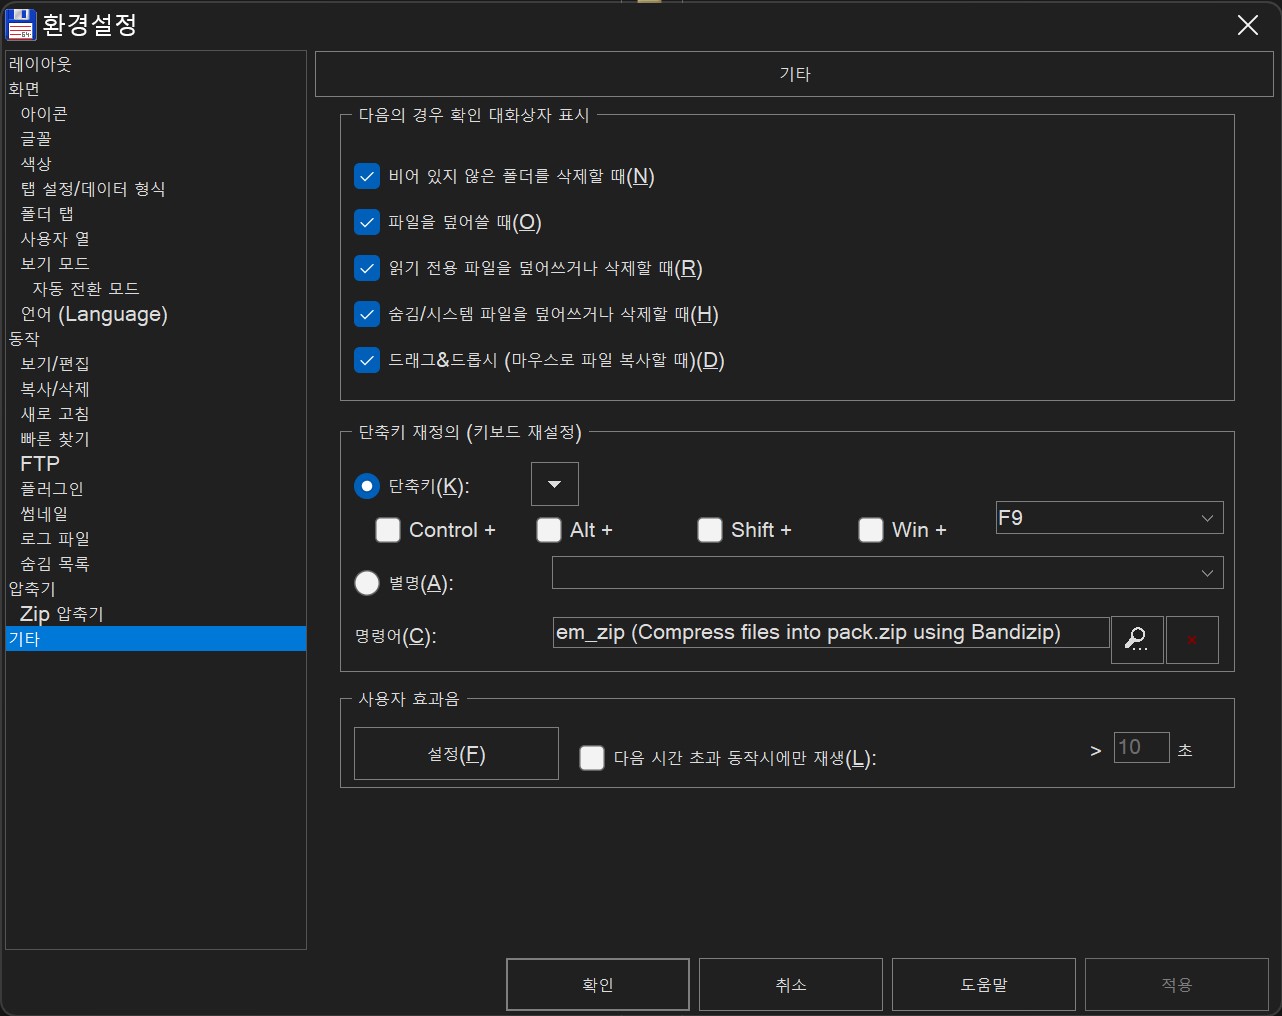 환경설정
레이아웃
화면
아이콘
글꼴
색상
탭 설정/데이터 형식
폴더 탭
사용자 열
보기 모드
자동 전환 모드
언어 (Language)
동작
보기/편집
복사/삭제
새로 고침
빠른 찾기
FTP
플러그인
썸네일
로그 파일
숨김 목록
압축기
Zip 압축기
기타
기타
다음의 경우 확인 대화상자 표시
비어 있지 않은 폴더를 삭제할 때(N)
파일을 덮어쓸 때(O)
읽기 전용 파일을 덮어쓰거나 삭제할 때(R)
숨김/시스템 파일을 덮어쓰거나 삭제할 때(H)
드래그&드롭시 (마우스로 파일 복사할 때)(D)
단축키 재정의 (키보드 재설정)
단축키(K):
Control + Alt + Shift + Win + F9
별명(A):
명령어(C): em_zip (Compress files into pack.zip using Bandizip)
사용자 효과음
설정(F) 다음 시간 초과 동작시에만 재생(L): > 10 초
확인 취소 도움말 적용